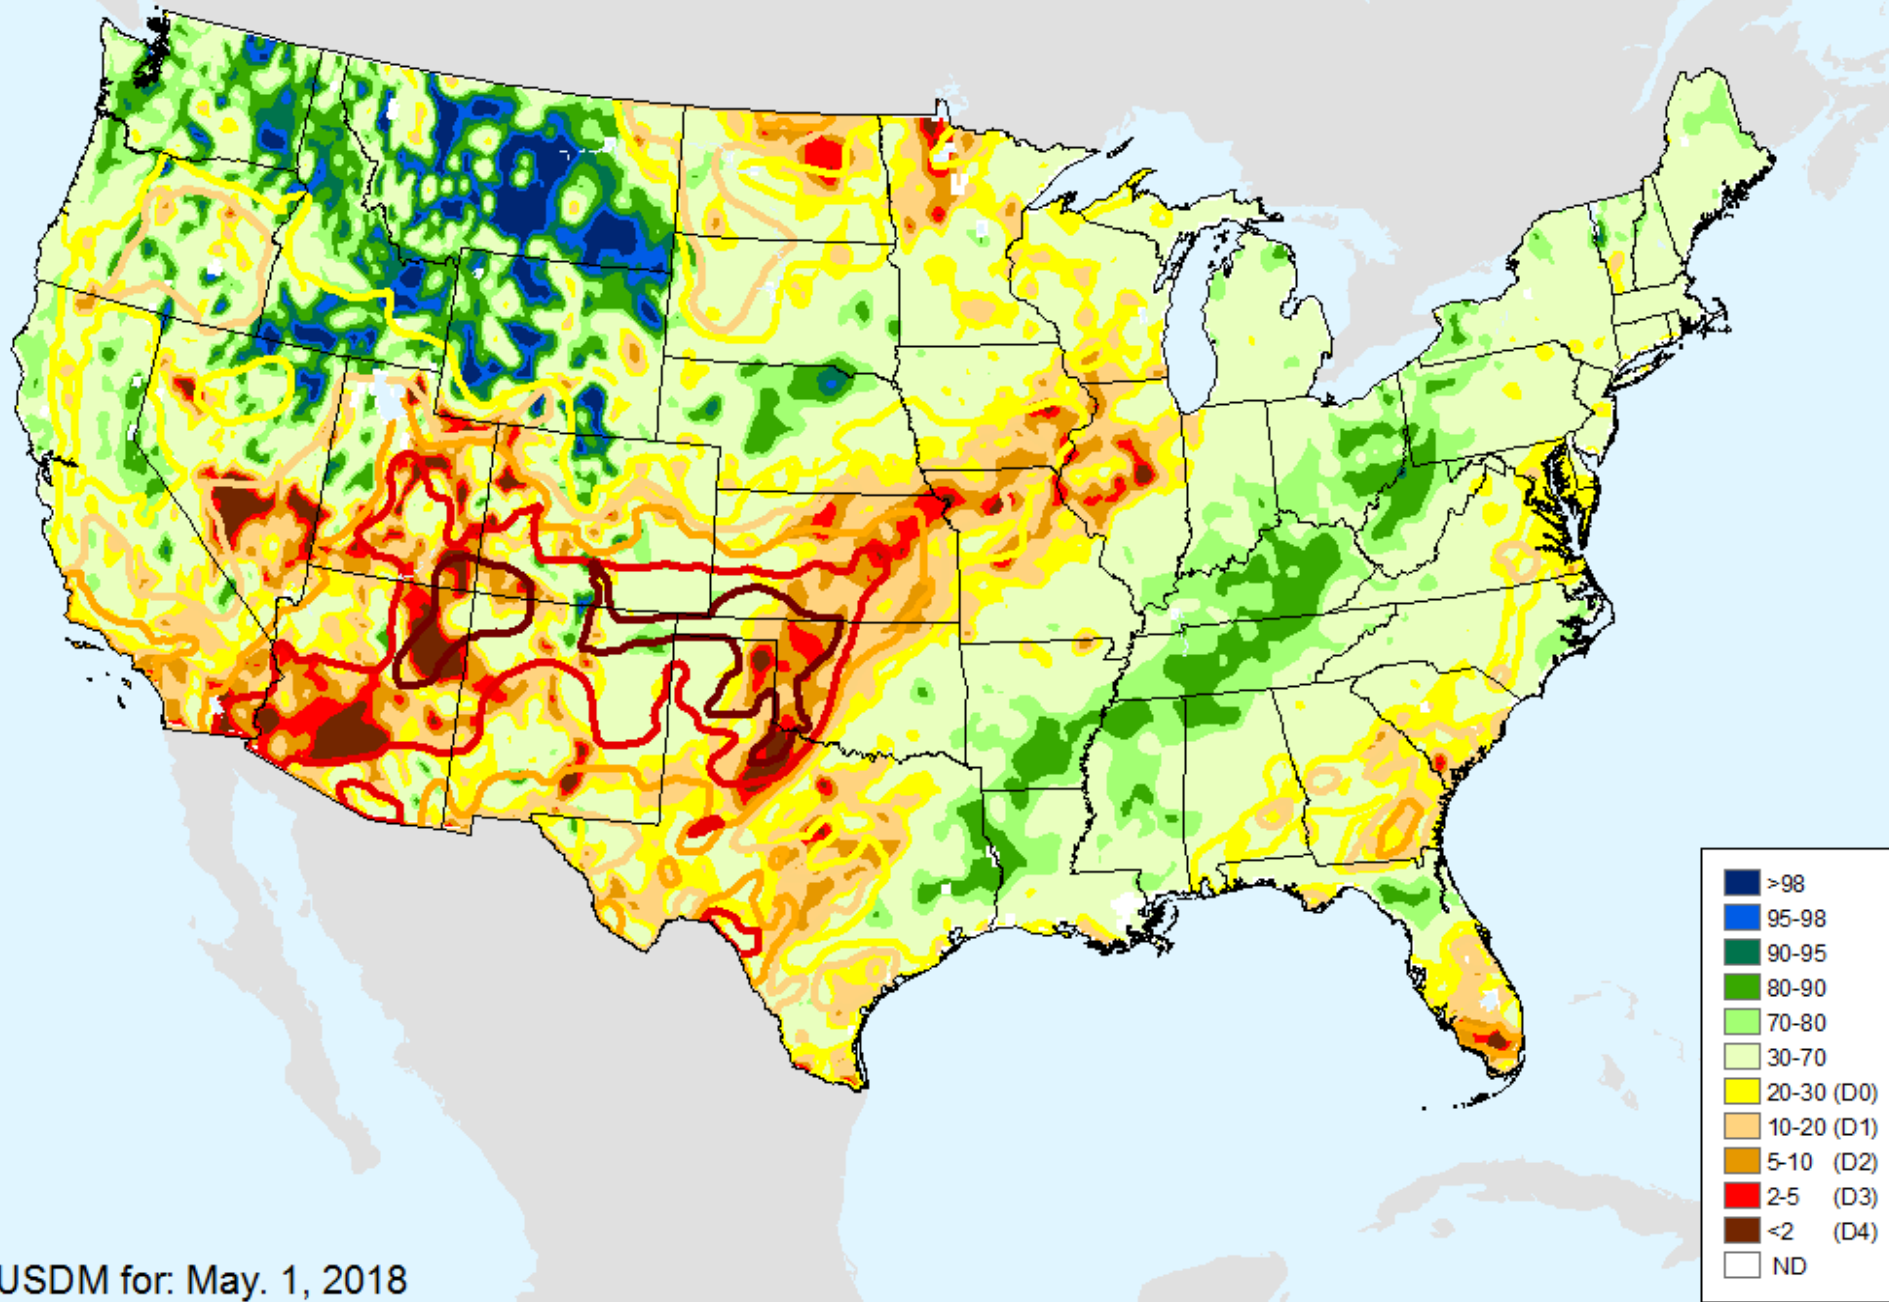 >98
95-98
90-95
80-90
70-80
30-70
20-30 (D0)
10-20 (D1)
5-10 (D2)
2-5 (D3)
<2 (D4)
ND
USDM for: May. 1, 2018